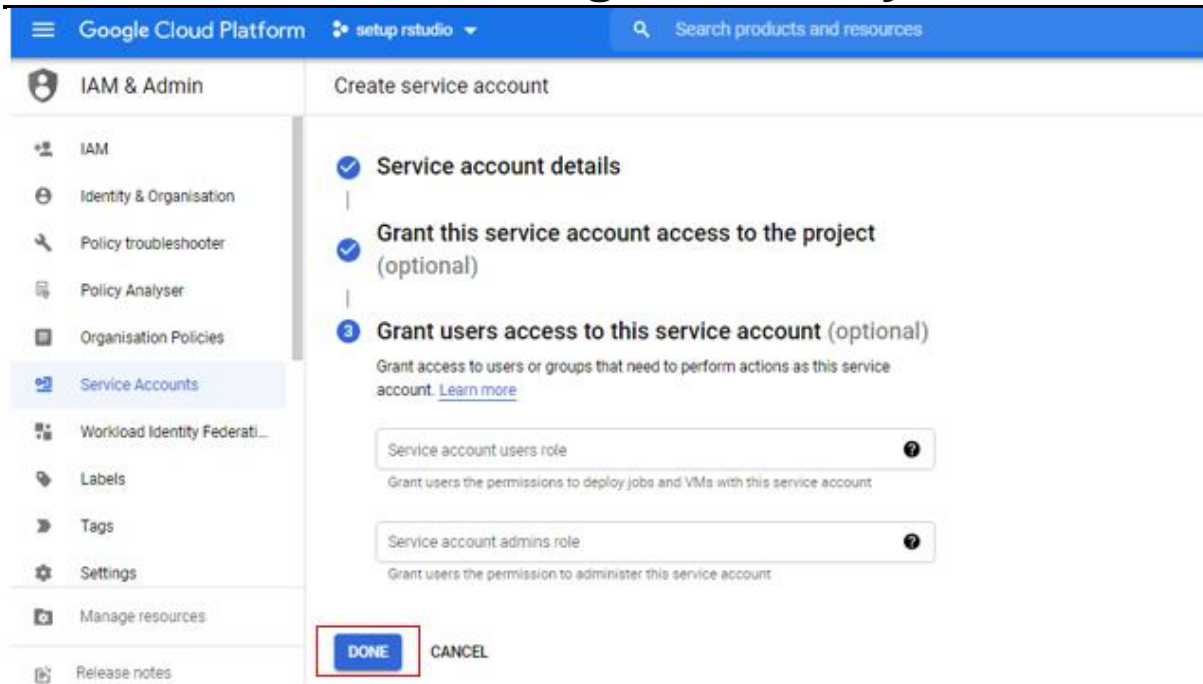 Google Cloud Platform
setup rstudio
Search products and resources
IAM & Admin
Create service account
IAM
Identity & Organisation
Policy troubleshooter
Policy Analyser
Organisation Policies
Service Accounts
Workload Identity Federati...
Labels
Tags
Settings
Manage resources
Release notes
Service account details
Grant this service account access to the project
(optional)
3 Grant users access to this service account (optional)
Grant access to users or groups that need to perform actions as this service
account. Learn more
Service account users role
Grant users the permissions to deploy jobs and VMs with this service account
Service account admins role
Grant users the permission to administer this service account
DONE CANCEL